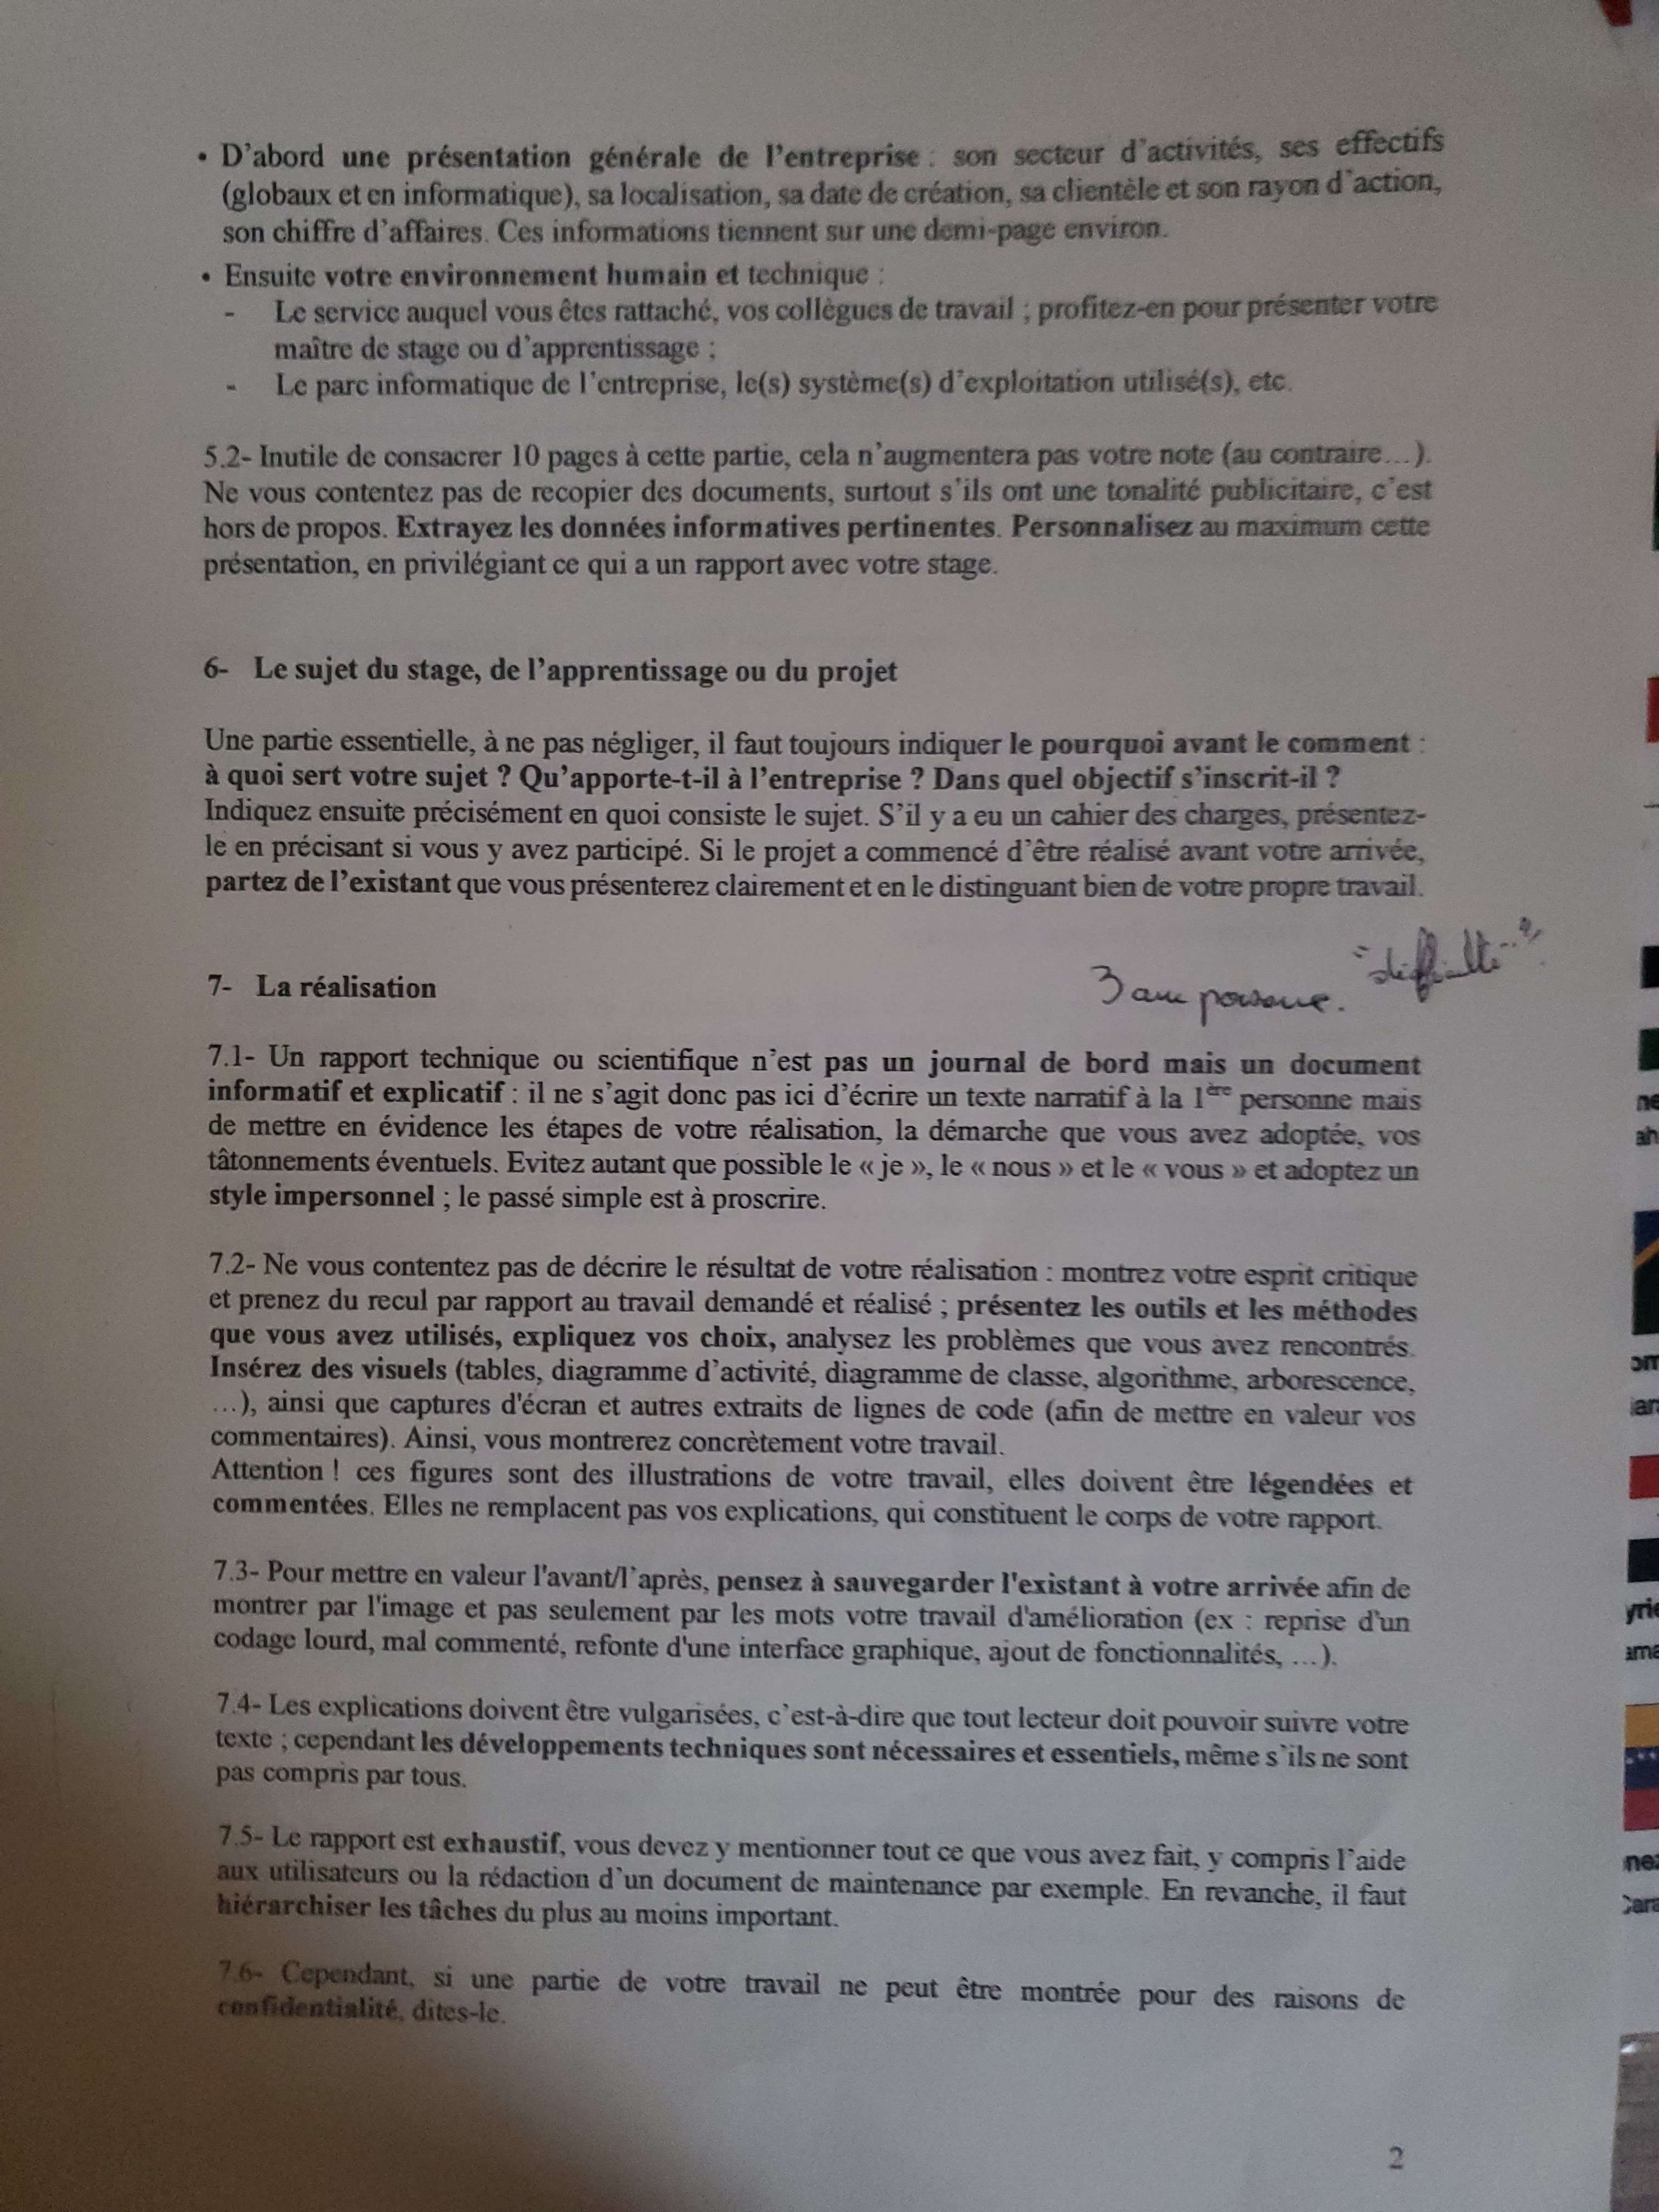 • D'abord une présentation générale de l'entreprise : son secteur d'activités, ses effectifs
(globaux et en informatique), sa localisation, sa date de création, sa clientèle et son rayon d'action,
son chiffre d'affaires. Ces informations tiennent sur une demi-page environ.
• Ensuite votre environnement humain et technique :
- Le service auquel vous êtes rattaché, vos collègues de travail ; profitez-en pour présenter votre
maître de stage ou d'apprentissage ;
- Le parc informatique de l'entreprise, le(s) système(s) d'exploitation utilisé(s), etc.
5.2- Inutile de consacrer 10 pages à cette partie, cela n'augmentera pas votre note (au contraire…).
Ne vous contentez pas de recopier des documents, surtout s'ils ont une tonalité publicitaire, c'est
hors de propos. Extrayez les données informatives pertinentes. Personnalisez au maximum cette
présentation, en privilégiant ce qui a un rapport avec votre stage.
6- Le sujet du stage, de l'apprentissage ou du projet
Une partie essentielle, à ne pas négliger, il faut toujours indiquer le pourquoi avant le comment :
à quoi sert votre sujet ? Qu'apporte-t-il à l'entreprise ? Dans quel objectif s'inscrit-il ?
Indiquez ensuite précisément en quoi consiste le sujet. S'il y a eu un cahier des charges, présentez-
le en précisant si vous y avez participé. Si le projet a commencé d'être réalisé avant votre arrivée,
partez de l'existant que vous présenterez clairement et en le distinguant bien de votre propre travail.
7- La réalisation
7.1- Un rapport technique ou scientifique n'est pas un journal de bord mais un document
informatif et explicatif : il ne s'agit donc pas ici d'écrire un texte narratif à la 1ère personne mais
de mettre en évidence les étapes de votre réalisation, la démarche que vous avez adoptée, vos
tâtonnements éventuels. Evitez autant que possible le « je », le « nous » et le « vous » et adoptez un
style impersonnel ; le passé simple est à proscrire.
7.2- Ne vous contentez pas de décrire le résultat de votre réalisation : montrez votre esprit critique
et prenez du recul par rapport au travail demandé et réalisé ; présentez les outils et les méthodes
que vous avez utilisés, expliquez vos choix, analysez les problèmes que vous avez rencontrés.
Insérez des visuels (tables, diagramme d'activité, diagramme de classe, algorithme, arborescence,
…), ainsi que captures d'écran et autres extraits de lignes de code (afin de mettre en valeur vos
commentaires). Ainsi, vous montrerez concrètement votre travail.
Attention ! ces figures sont des illustrations de votre travail, elles doivent être légendées et
commentées. Elles ne remplacent pas vos explications, qui constituent le corps de votre rapport.
7.3- Pour mettre en valeur l'avant/l'après, pensez à sauvegarder l'existant à votre arrivée afin de
montrer par l'image et pas seulement par les mots votre travail d'amélioration (ex : reprise d'un
codage lourd, mal commenté, refonte d'une interface graphique, ajout de fonctionnalités, …).
7.4- Les explications doivent être vulgarisées, c'est-à-dire que tout lecteur doit pouvoir suivre votre
texte ; cependant les développements techniques sont nécessaires et essentiels, même s'ils ne sont
pas compris par tous.
7.5- Le rapport est exhaustif, vous devez y mentionner tout ce que vous avez fait, y compris l'aide
aux utilisateurs ou la rédaction d'un document de maintenance par exemple. En revanche, il faut
hiérarchiser les tâches du plus au moins important.
7.6- Cependant, si une partie de votre travail ne peut être montrée pour des raisons de
confidentialité, dites-le.
2